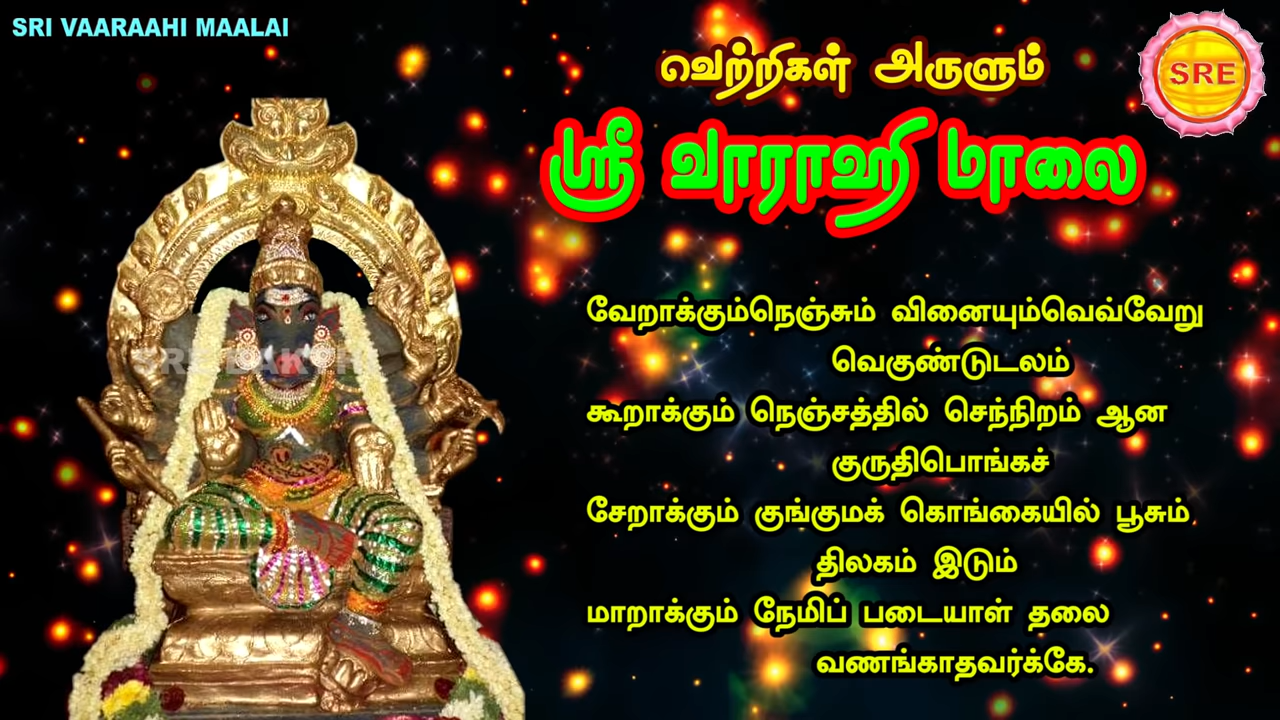 SRI VAARAAHI MAALAI
வெற்றிகள் அருளும்
SRE
ஸ்ரீ வாராஹி மாலை
வேறாக்கும்நெஞ்சும் வினையும்வெவ்வேறு
வெகுண்டுடலம்
கூறாக்கும் நெஞ்சத்தில் செந்நிறம் ஆன
குருதிபொங்கச்
சேறாக்கும் குங்குமக் கொங்கையில் பூசும்
திலகம் இடும்
மாறாக்கும் நேமிப் படையாள் தலை
வணங்காதவர்க்கே.